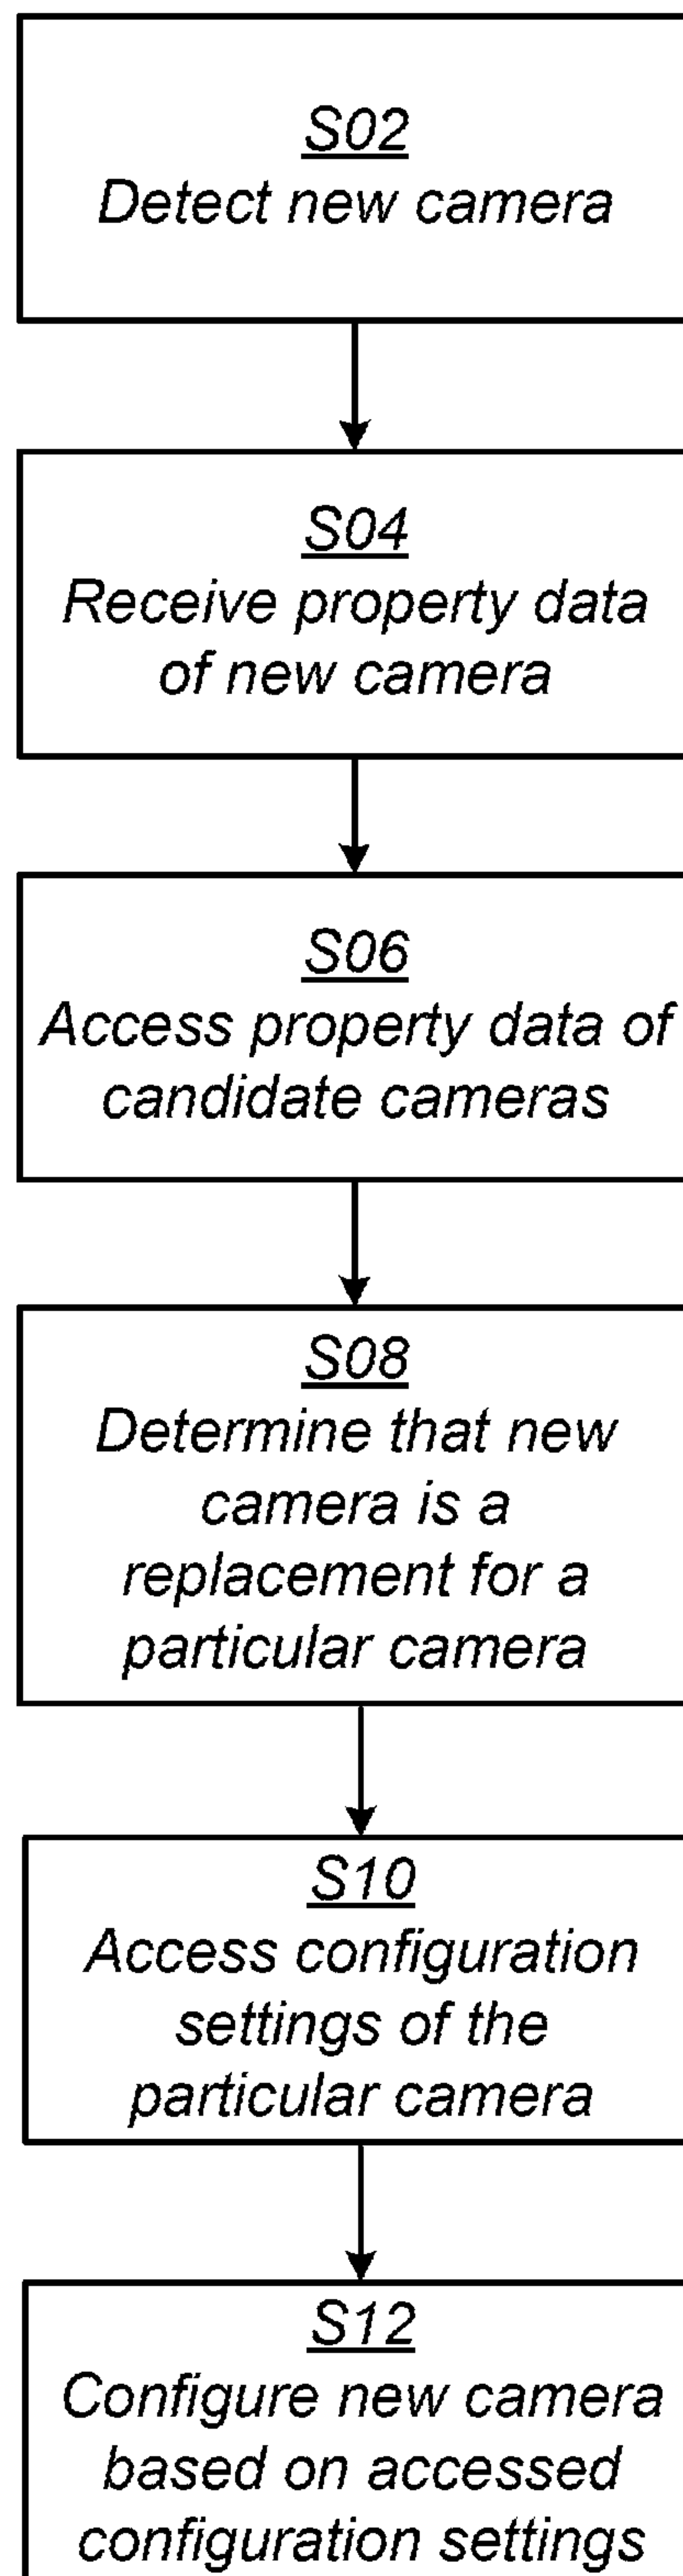 S02
Detect new camera
S04
Receive property data
of new camera
S06
Access property data of
candidate cameras
S08
Determine that new
camera is a
replacement for a
particular camera
S10
Access configuration
settings of the
particular camera
S12
Configure new camera
based on accessed
configuration settings